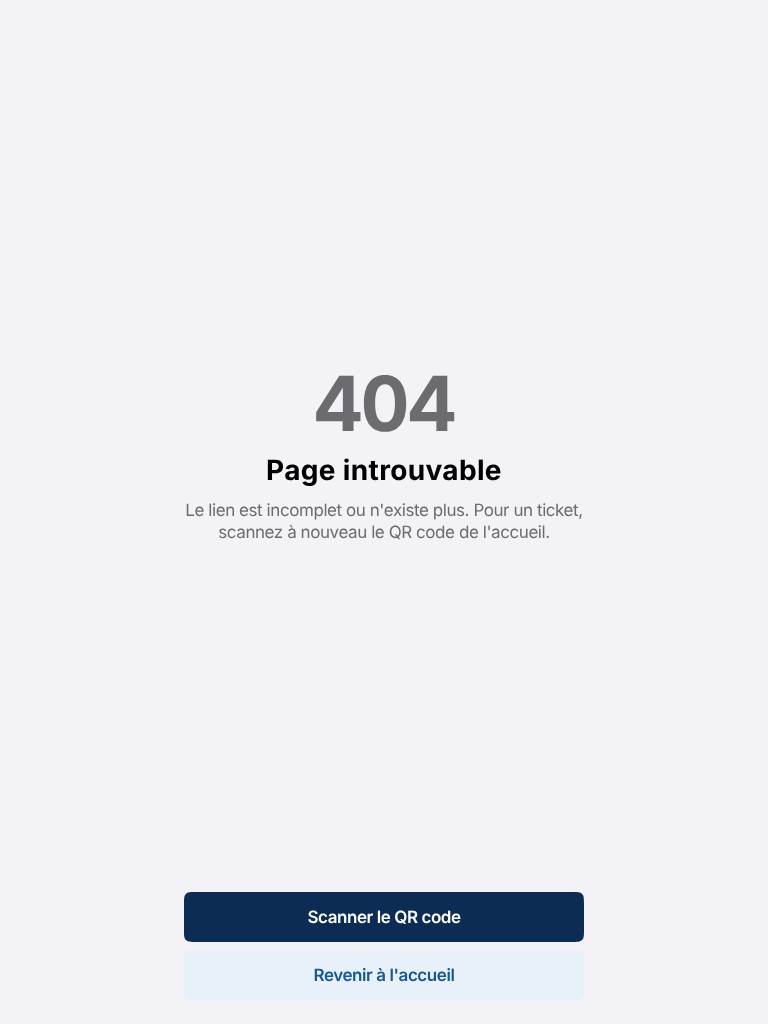 404
Page introuvable
Le lien est incomplet ou n'existe plus. Pour un ticket,
scannez à nouveau le QR code de l'accueil.
Scanner le QR code
Revenir à l'accueil